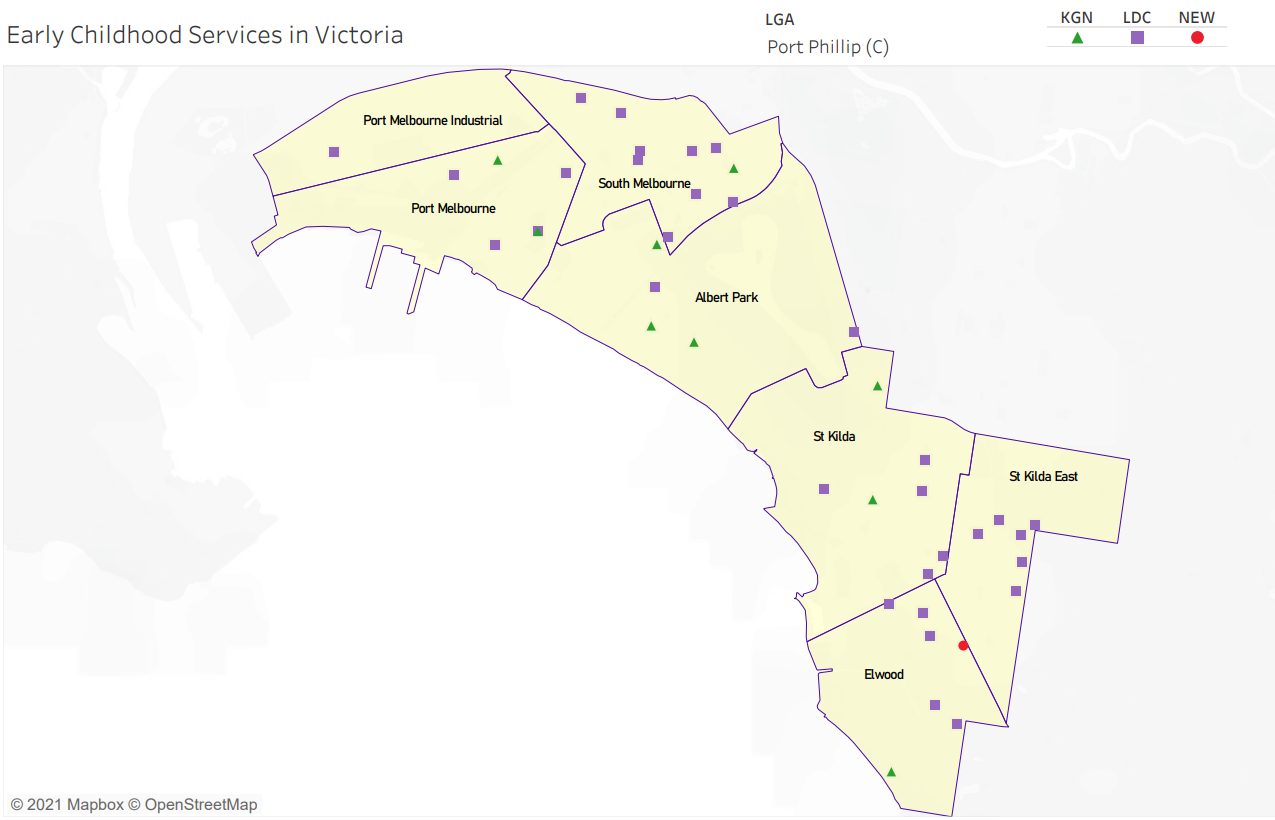 Early Childhood Services in Victoria
LGA
Port Phillip (C)
KGN LDC NEW
Port Melbourne Industrial
South Melbourne
Port Melbourne
Albert Park
St Kilda
St Kilda East
Elwood
© 2021 Mapbox © OpenStreetMap